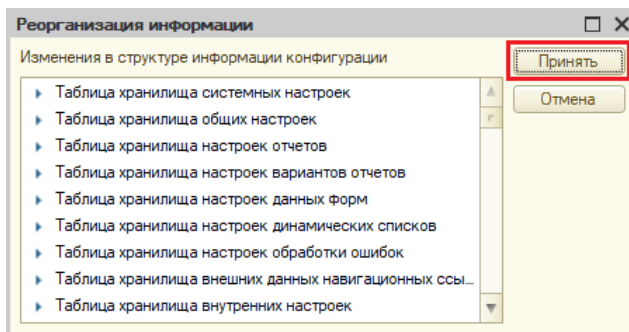 Реорганизация информации
Изменения в структуре информации конфигурации
Принять
Отмена
Таблица хранилища системных настроек
Таблица хранилища общих настроек
Таблица хранилища настроек отчетов
Таблица хранилища настроек вариантов отчетов
Таблица хранилища настроек данных форм
Таблица хранилища настроек динамических списков
Таблица хранилища настроек обработки ошибок
Таблица хранилища внешних данных навигационных ссы...
Таблица хранилища внутренних настроек